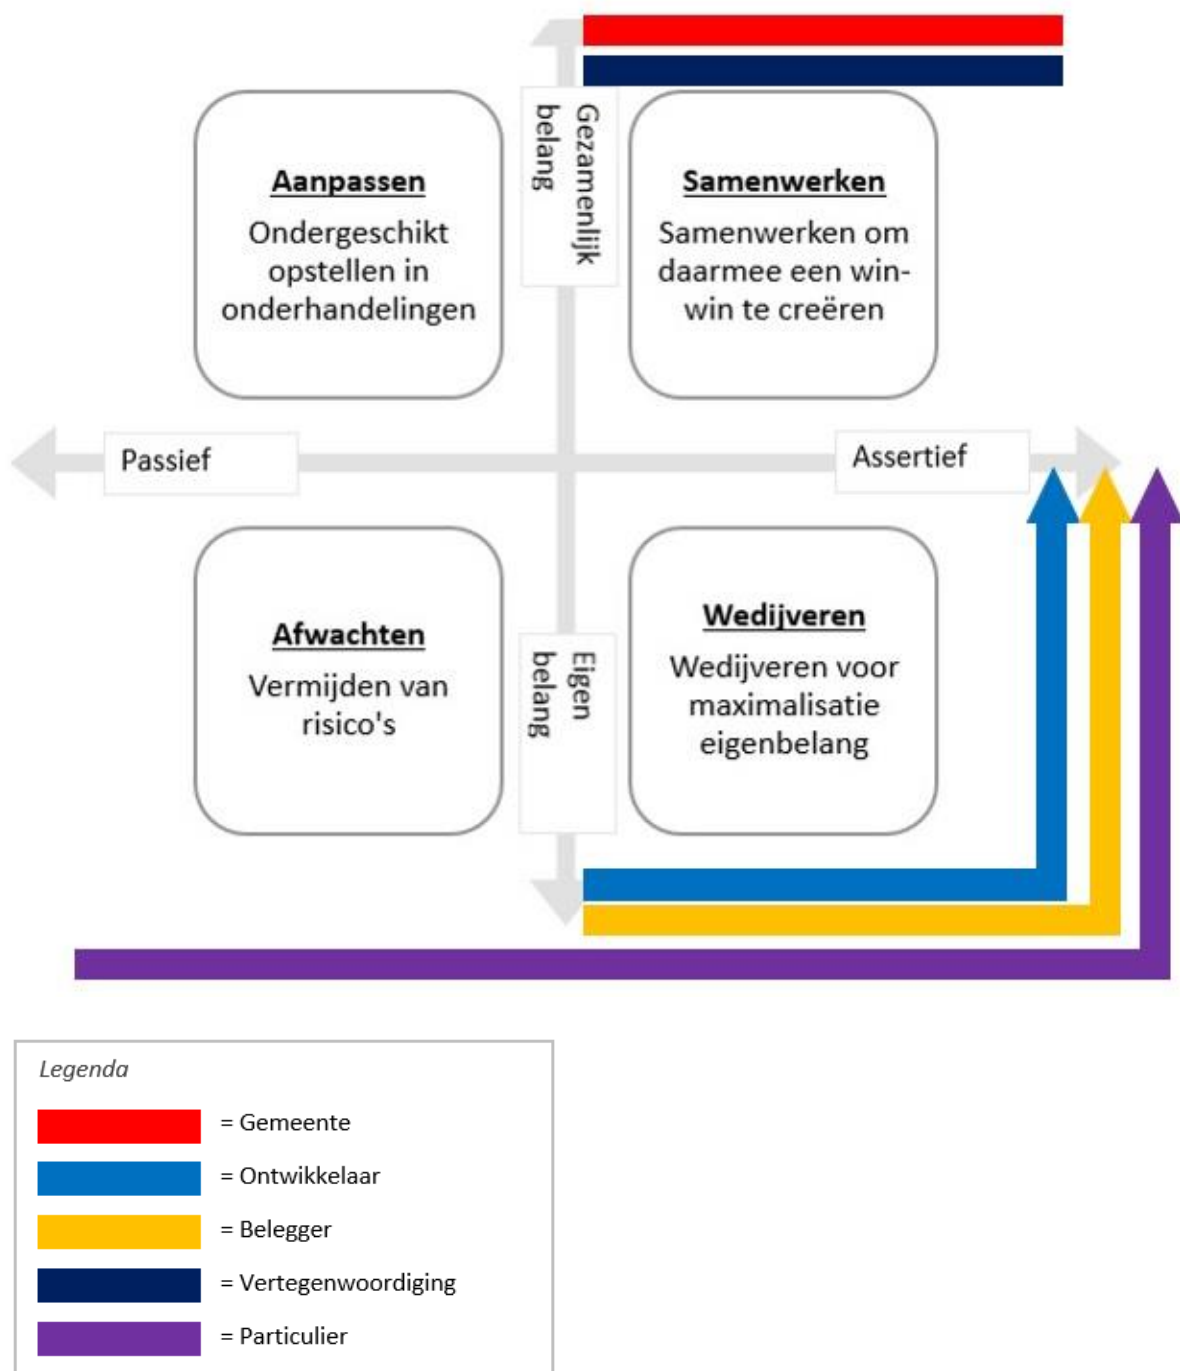 Gezamenlijk
belang
Aanpassen
Ondergeschikt
opstellen in
onderhandelingen
Samenwerken
Samenwerken om
daarmee een win-
win te creëren
Passief
Assertief
Afwachten
Vermijden van
risico's
Eigen
belang
Wedijveren
Wedijveren voor
maximalisatie
eigenbelang
Legenda
= Gemeente
= Ontwikkelaar
= Belegger
= Vertegenwoordiging
= Particulier